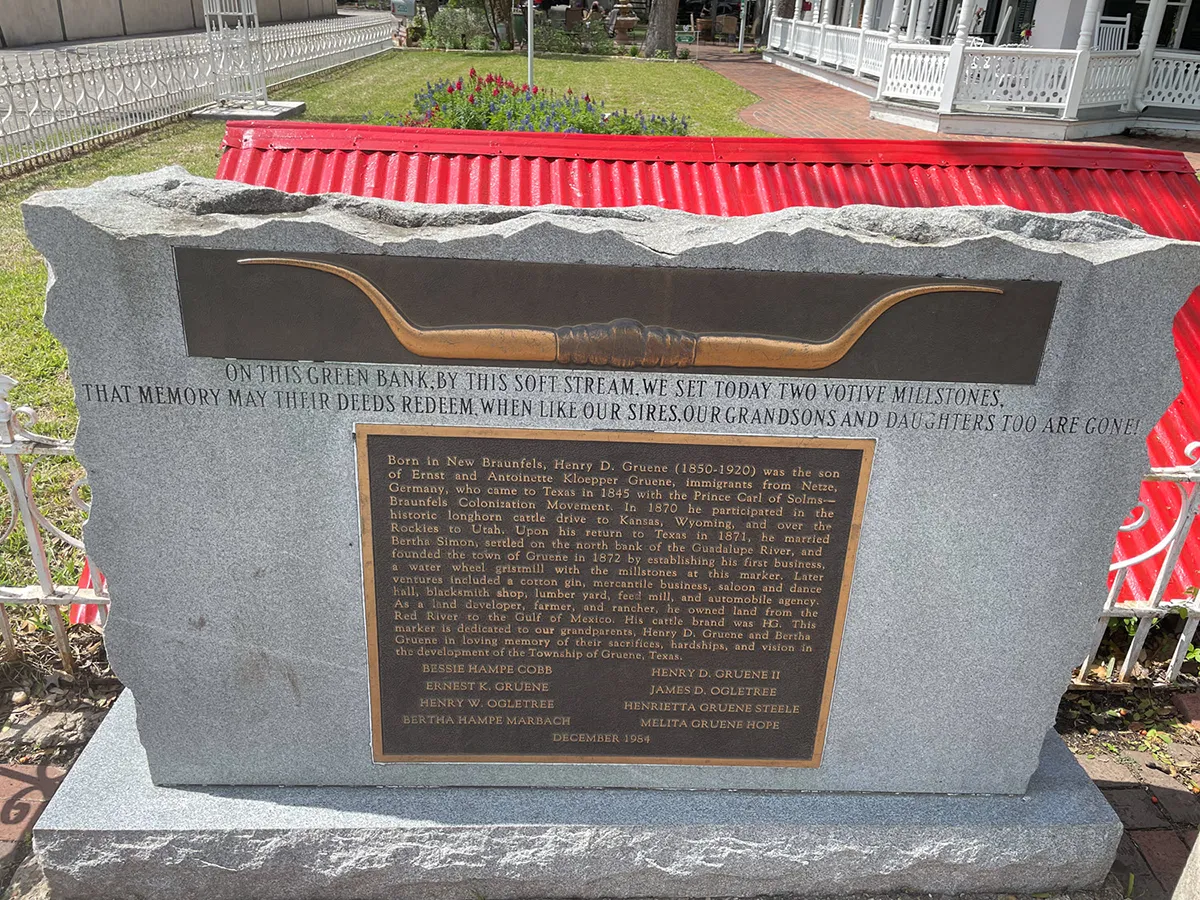 ON THIS GREEN BANK, BY THIS SOFT STREAM, WE SET TODAY TWO VOTIVE MILLSTONES,
THAT MEMORY MAY THEIR DEEDS REDEEM, WHEN LIKE OUR SIRES, OUR GRANDSONS AND DAUGHTERS TOO ARE GONE!
Born in New Braunfels, Henry D. Gruene (1850-1920) was the son
of Ernst and Antoinette Kloepper Gruene, immigrants from Netze,
Germany, who came to Texas in 1845 with the Prince Carl of Solms—
Braunfels Colonization Movement. In 1870 he participated in the
historic longhorn cattle drive to Kansas, Wyoming, and over the
Rockies to Utah. Upon his return to Texas in 1871, he married
Bertha Simon, settled on the north bank of the Guadalupe River, and
founded the town of Gruene in 1872 by establishing his first business,
a water wheel gristmill with the millstones at this marker. Later
ventures included a cotton gin, mercantile business, saloon and dance
hall, blacksmith shop, lumber yard, feed mill, and automobile agency.
As a land developer, farmer, and rancher, he owned land from the
Red River to the Gulf of Mexico. His cattle brand was HG. This
marker is dedicated to our grandparents, Henry D. Gruene and Bertha
Gruene in loving memory of their sacrifices, hardships, and vision in
the development of the Township of Gruene, Texas.
BESSIE HAMPE COBB HENRY D. GRUENE II
ERNEST K. GRUENE JAMES D. OGLETREE
HENRY W. OGLETREE HENRIETTA GRUENE STEELE
BERTHA HAMPE MARBACH MELITA GRUENE HOPE
DECEMBER 1984